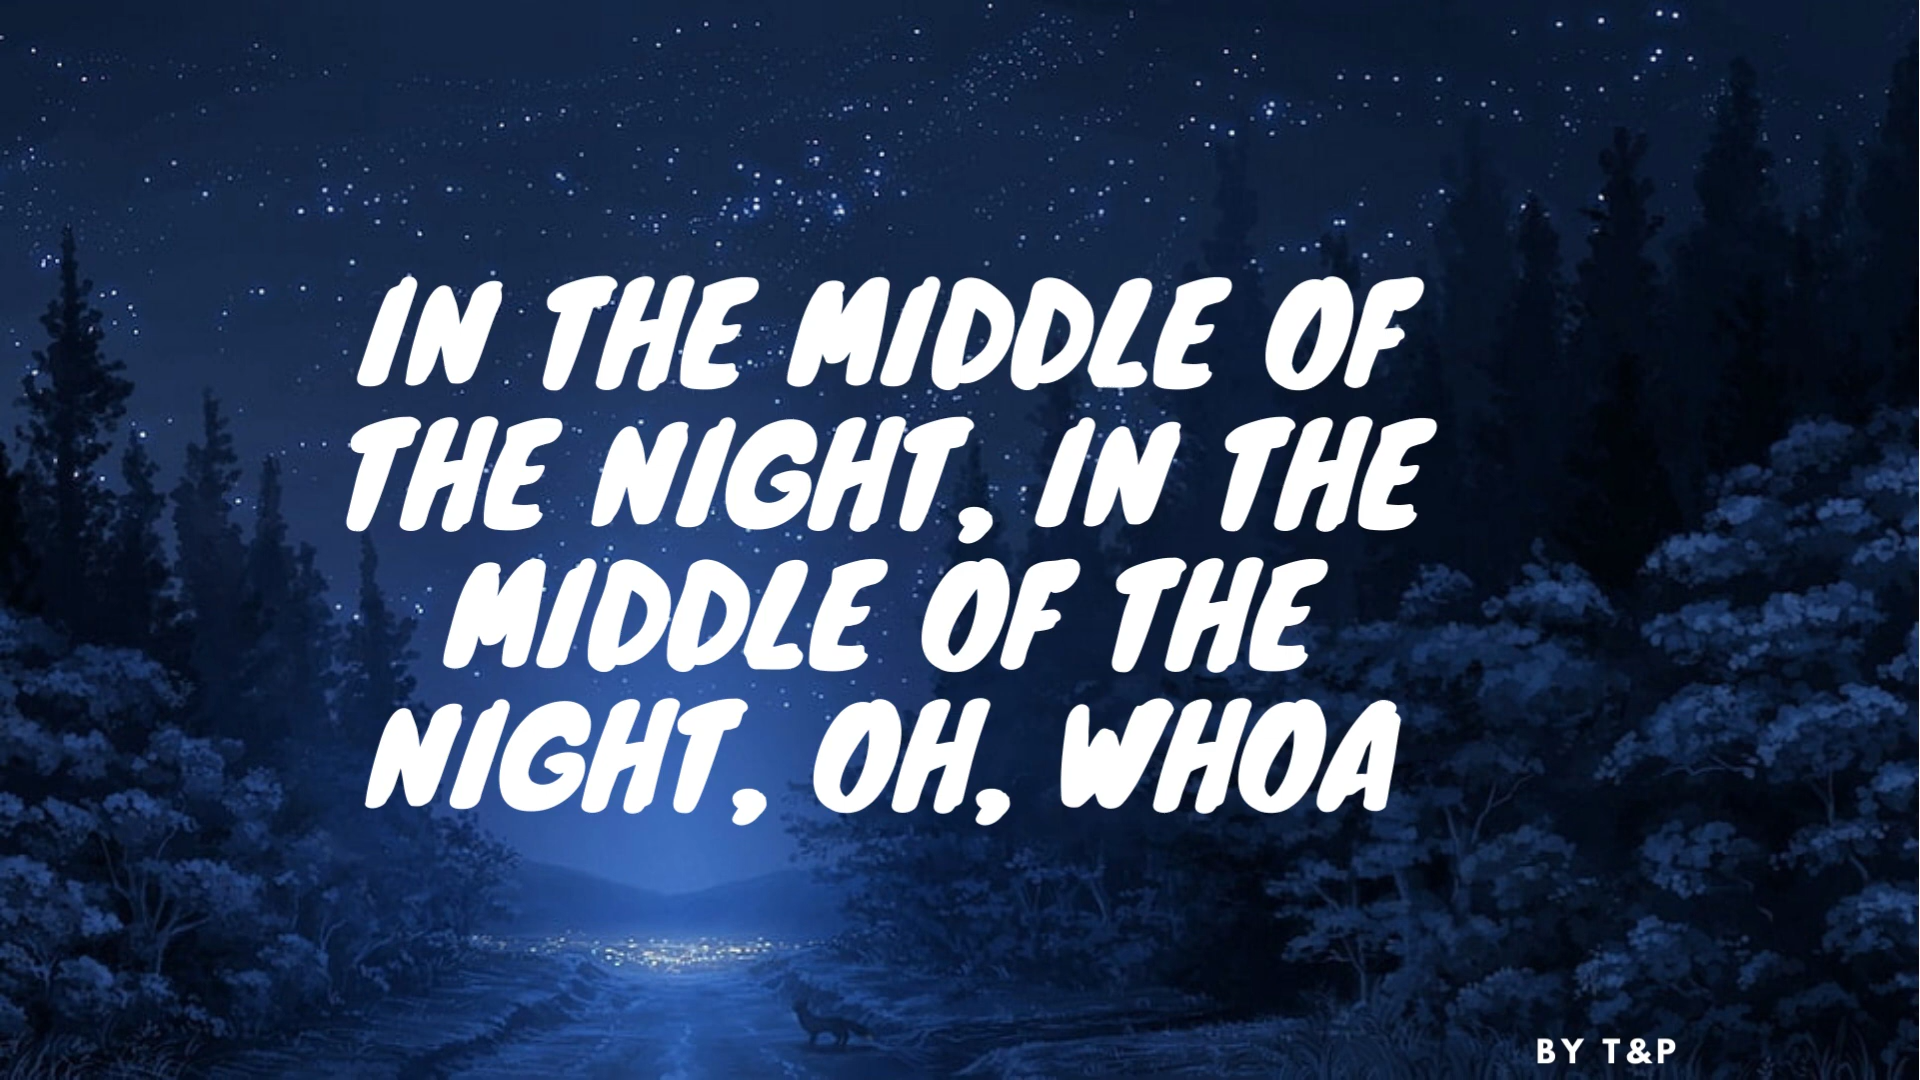 IN THE MIDDLE OF
THE NIGHT, IN THE
MIDDLE OF THE
NIGHT, OH, WHOA
BY T&P